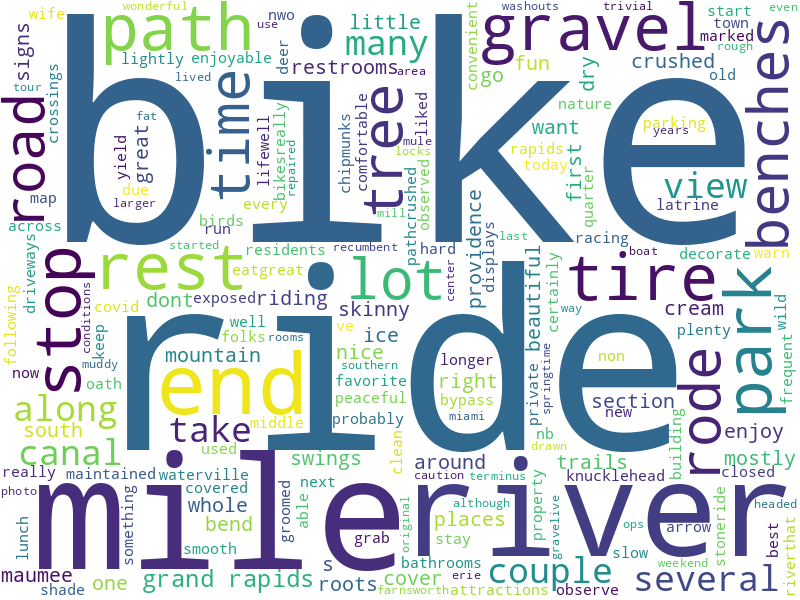 bike
ride
mile
river
path
gravel
many
little
time
tree
road
stop
rest
lot
tire
park
benches
end
view
rode
along
canal
take
several
couple
south
grand rapids
maumee
wife
wonderful
use
nwo
lightly
enjoyable
deer
restrooms
area
convenient
go
fun
washouts
trivial
start
town
marked
rough
even
signs
tour
crossings
lived
fat
yield
great
due
larger
map
across
driveways
lifewell
bikesreally
repaired
chipmunks
comfortable
mule
liked
locks
observed
pathcrushed
mill
want
rapids
today
first
dry
crushed
old
nature
quarter
parking
years
latrine
birds
run
every
started
residents
recumbent
hard
providence
displays
last
racing
boat
decorate
warn
wild
frequent
following
now
keep
conditions
muddy
covid
dont
eatgreat
exposed
riding
center
skinny
ice
nice
ve
well
folks
rooms
southern
favorite
peaceful
probably
mountain
oath
longer
right
bypass
miami
private
beautiful
springtime
certainly
way
cream
plenty
non
section
new
nb
drawn
enjoy
mostly
building
closed
trails
knucklehead
used
middle
clean
swings
around
caution
terminus
although
really
maintained
waterville
covered
next
photo
whole
something
lunch
shade
one
bend
smooth
groomed
able
s
roots
cover
grab
original
farnsworth
places
stay
bathrooms
erie
attractions
property
gravelive
observe
ops
arrow
slow
weekend
stoneride
best
headed
riverthat